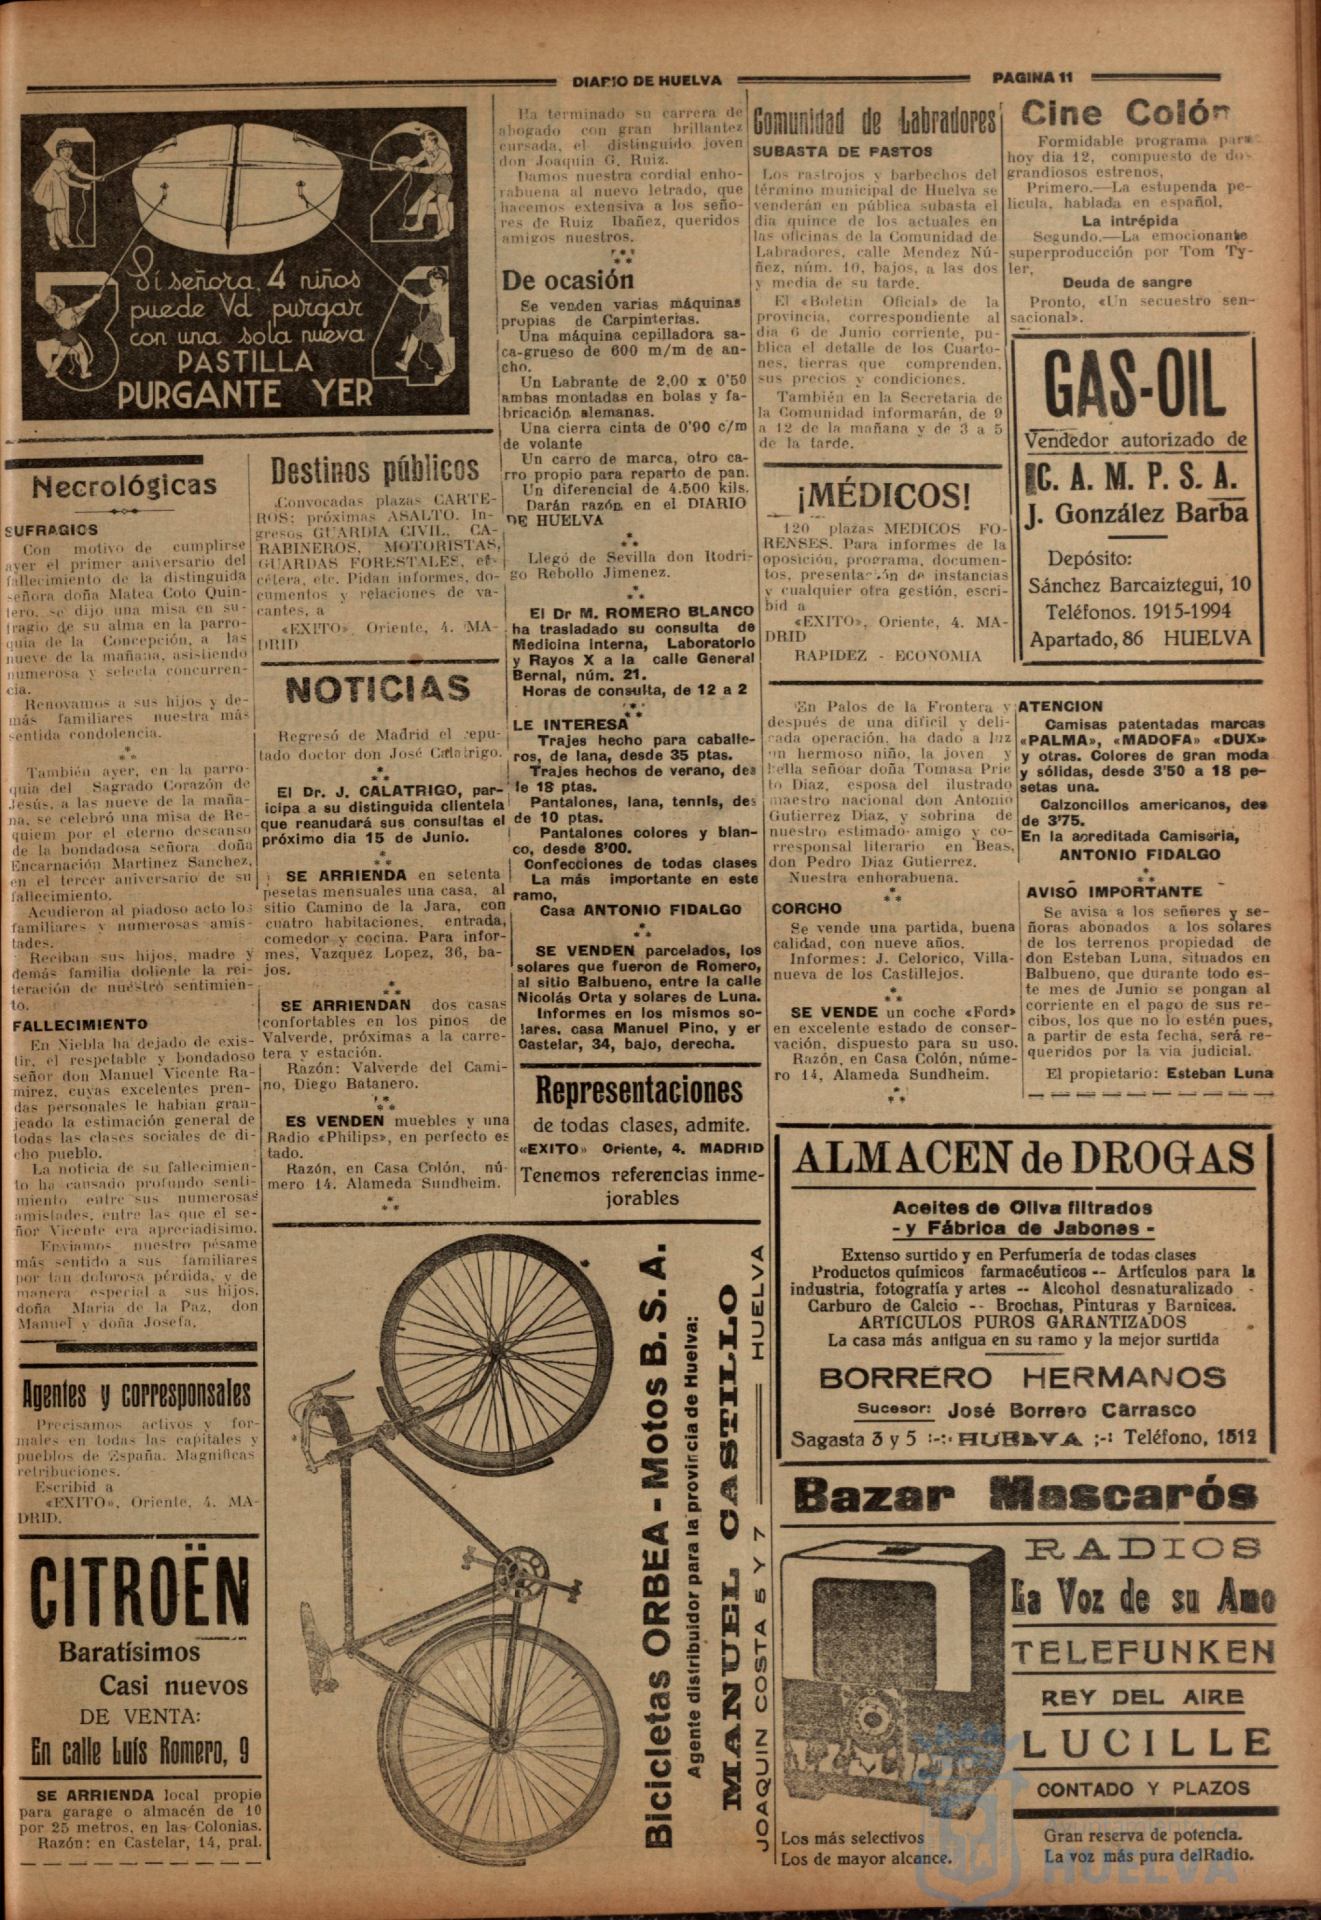 DIARIO DE HUELVA
PAGINA 11
1
2
3
4
Sí señora, 4 niños
puede Vd purgar
con una sola nueva
PASTILLA
PURGANTE YER
Necrológicas
SUFRAGIOS
Con motivo de cumplirse
ayer el primer aniversario del
fallecimiento de la distinguida
señora doña Matea Coto Quin-
tero, se dijo una misa en su-
fragio de su alma en la parro-
quia de la Concepción, a las
nueve de la mañana, asistiendo
numerosa y selecta concurren-
cia.
Renovamos a sus hijos y de-
más familiares nuestra más
sentida condolencia.
También ayer, en la parro-
quia del Sagrado Corazón de
Jesús, a las nueve de la maña-
na, se celebró una misa de Re-
quiem por el eterno descanso
de la bondadosa señora doña
Encarnación Martinez Sanchez,
en el tercer aniversario de su
fallecimiento.
Acudieron al piadoso acto los
familiares y numerosas amis-
tades.
Reciban sus hijos, madre y
demás familia doliente la rei-
teración de nuestro sentimien-
to.
FALLECIMIENTO
En Niebla ha dejado de exis-
tir, el respetable y bondadoso
señor don Manuel Vicente Ra-
mirez, cuyas excelentes pren-
das personales le habian gran-
jeado la estimación general de
todas las clases sociales de di-
cho pueblo.
La noticia de su fallecimien-
to ha causado profundo senti-
miento entre sus numerosas
amistades, entre las que el se-
ñor Vicente era apreciadisimo.
Enviamos nuestro pésame
más sentido a sus familiares
por tan dolorosa pérdida, y de
manera especial a sus hijos,
doña Maria de la Paz, don
Manuel y doña Josefa.
Agentes y corresponsales
Precisamos activos y for-
males en todas las capitales y
pueblos de España. Magnificas
retribuciones.
Escribid a
«EXITO», Oriente, 4. MA-
DRID.
CITROËN
Baratísimos
Casi nuevos
DE VENTA:
En calle Luís Romero, 9
SE ARRIENDA local propio
para garage o almacén de 10
por 25 metros, en las Colonias.
Razón: en Castelar, 14, pral.
Destinos públicos
Convocadas plazas CARTE-
ROS; próximas ASALTO. In-
gresos GUARDIA CIVIL, CA-
RABINEROS, MOTORISTAS,
GUARDAS FORESTALES, et-
cétera, etc. Pidan informes, do-
cumentos y relaciones de va-
cantes, a
«EXITO». Oriente, 4. MA-
DRID
NOTICIAS
Regresó de Madrid el reputado
doctor don José Calatrigo.
El Dr. J. CALATRIGO, par-
icipa a su distinguida clientela
que reanudará sus consultas el
próximo dia 15 de Junio.
SE ARRIENDA en setenta
pesetas mensuales una casa, al
sitio Camino de la Jara, con
cuatro habitaciones, entrada,
comedor y cocina. Para infor-
mes, Vazquez Lopez, 36, ba-
jos.
SE ARRIENDAN dos casas
confortables en los pinos de
Valverde, próximas a la carre-
tera y estación.
Razón: Valverde del Cami-
no, Diego Batanero.
ES VENDEN muebles y una
Radio «Philips», en perfecto es
tado.
Razón, en Casa Colón, nú-
mero 14. Alameda Sundheim.
Ha terminado su carrera de
abogado con gran brillantez
cursada, el distinguido joven
don Joaquin G. Ruiz.
Damos nuestra cordial enho-
rabuena al nuevo letrado, que
hacemos extensiva a los seño-
res de Ruiz Ibañez, queridos
amigos nuestros.
De ocasión
Se venden varias máquinas
propias de Carpinterias.
Una máquina cepilladora sa-
ca-grueso de 600 m/m de an-
cho.
Un Labrante de 2,00 x 0'50
ambas montadas en bolas y fa-
bricación alemanas.
Una cierra cinta de 0'90 c/m
de volante
Un carro de marca, otro ca-
rro propio para reparto de pan.
Un diferencial de 4.500 kils.
Darán razón en el DIARIO
DE HUELVA
Llegó de Sevilla don Rodri-
go Rebollo Jimenez.
El Dr M. ROMERO BLANCO
ha trasladado su consulta de
Medicina Interna, Laboratorio
y Rayos X a la calle General
Bernal, núm. 21.
Horas de consulta, de 12 a 2
LE INTERESA
Trajes hecho para caballe-
ros, de lana, desde 35 ptas.
Trajes hechos de verano, des
le 18 ptas.
Pantalones, lana, tennis, des
de 10 ptas.
Pantalones colores y blan-
co, desde 8'00.
Confecciones de todas clases
La más importante en este
ramo,
Casa ANTONIO FIDALGO
SE VENDEN parcelados, los
solares que fueron de Romero,
al sitio Balbueno, entre la calle
Nicolás Orta y solares de Luna.
Informes en los mismos so-
lares, casa Manuel Pino, y er
Castelar, 34, bajo, derecha.
Representaciones
de todas clases, admite.
«EXITO» Oriente, 4. MADRID
Tenemos referencias inme-
jorables
Bicicletas ORBEA - Motos B. S. A.
Agente distribuidor para la provincia de Huelva:
MANUEL CASTILLO
JOAQUIN COSTA 5 Y 7 HUELVA
Comunidad de Labradores
SUBASTA DE PASTOS
Los rastrojos y barbechos del
término municipal de Huelva se
venderán en pública subasta el
dia quince de los actuales en
las oficinas de la Comunidad de
Labradores, calle Mendez Nú-
ñez, núm. 10, bajos, a las dos
y media de su tarde.
El «Boletin Oficial» de la
provincia, correspondiente al
dia 6 de Junio corriente, pu-
blica el detalle de los Cuarto-
nes, tierras que comprenden,
sus precios y condiciones.
También en la Secretaria de
la Comunidad informarán, de 9
a 12 de la mañana y de 3 a 5
de la tarde.
¡MÉDICOS!
120 plazas MEDICOS FO-
RENSES. Para informes de la
oposición, programa, documen-
tos, presentación de instancias
y cualquier otra gestión, escri-
bid a
«EXITO», Oriente, 4. MA-
DRID
RAPIDEZ - ECONOMIA
Cine Colón
Formidable programa para
hoy dia 12, compuesto de dos
grandiosos estrenos,
Primero.—La estupenda pe-
licula, hablada en español,
La intrépida
Segundo.—La emocionante
superproducción por Tom Ty-
ler,
Deuda de sangre
Pronto, «Un secuestro sen-
sacional».
GAS-OIL
Vendedor autorizado de
C. A. M. P. S. A.
J. González Barba
Depósito:
Sánchez Barcaiztegui, 10
Teléfonos. 1915-1994
Apartado, 86 HUELVA
En Palos de la Frontera y
después de una dificil y deli-
cada operación, ha dado a luz
un hermoso niño, la joven y
bella señoar doña Tomasa Prie
to Diaz, esposa del ilustrado
maestro nacional don Antonio
Gutierrez Diaz, y sobrina de
nuestro estimado amigo y co-
rresponsal literario en Beas,
don Pedro Diaz Gutierrez.
Nuestra enhorabuena.
CORCHO
Se vende una partida, buena
calidad, con nueve años.
Informes: J. Celorico, Villa-
nueva de los Castillejos.
SE VENDE un coche «Ford»
en excelente estado de conser-
vación, dispuesto para su uso.
Razón, en Casa Colón, núme-
ro 14, Alameda Sundheim.
ATENCION
Camisas patentadas marcas
«PALMA», «MADOFA» «DUX»
y otras. Colores de gran moda
y sólidas, desde 3'50 a 18 pe-
setas una.
Calzoncillos americanos, des
de 3'75.
En la acreditada Camiseria,
ANTONIO FIDALGO
AVISO IMPORTANTE
Se avisa a los señeres y se-
ñoras abonados a los solares
de los terrenos propiedad de
don Esteban Luna, situados en
Balbueno, que durante todo es-
te mes de Junio se pongan al
corriente en el pago de sus re-
cibos, los que no lo estén pues,
a partir de esta fecha, será re-
queridos por la via judicial.
El propietario: Esteban Luna
ALMACEN de DROGAS
Aceites de Oliva filtrados
- y Fábrica de Jabones -
Extenso surtido y en Perfumería de todas clases
Productos químicos farmacéuticos -- Artículos para la
industria, fotografía y artes -- Alcohol desnaturalizado -
Carburo de Calcio -- Brochas, Pinturas y Barnices.
ARTICULOS PUROS GARANTIZADOS
La casa más antigua en su ramo y la mejor surtida
BORRERO HERMANOS
Sucesor: José Borrero Carrasco
Sagasta 3 y 5 :-: HUELVA ;-: Teléfono, 1512
Bazar Mascarós
RADIOS
La Voz de su Amo
TELEFUNKEN
REY DEL AIRE
LUCILLE
CONTADO Y PLAZOS
Los más selectivos
Los de mayor alcance.
Gran reserva de potencia.
La voz más pura delRadio.
HUELVA